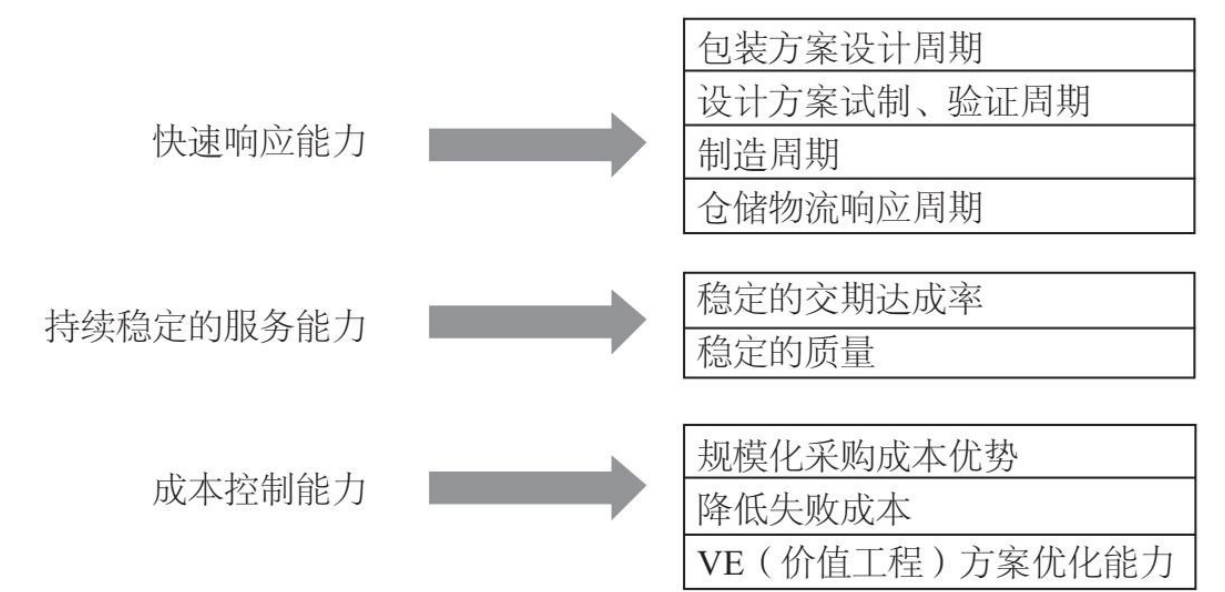 快速响应能力
包装方案设计周期
设计方案试制、验证周期
制造周期
仓储物流响应周期
持续稳定的服务能力
稳定的交期达成率
稳定的质量
成本控制能力
规模化采购成本优势
降低失败成本
VE（价值工程）方案优化能力